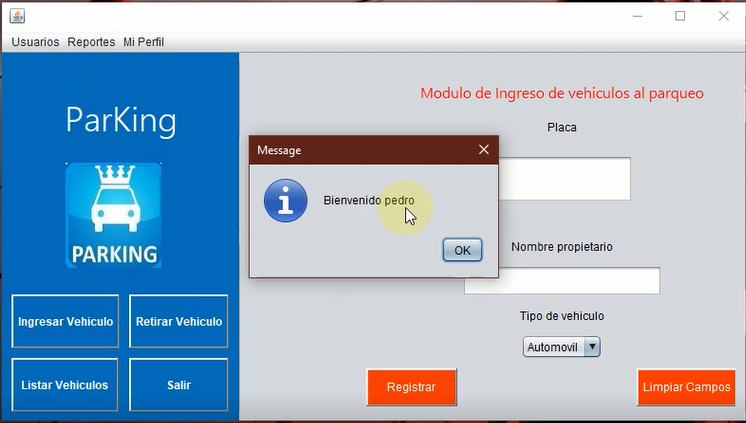 Usuarios Reportes Mi Perfil
ParKing
PARKING
Ingresar Vehiculo
Retirar Vehiculo
Listar Vehiculos
Salir
Modulo de Ingreso de vehiculos al parqueo
Placa
Message
Bienvenido pedro
OK
Nombre propietario
Tipo de vehiculo
Automovil
Registrar
Limpiar Campos